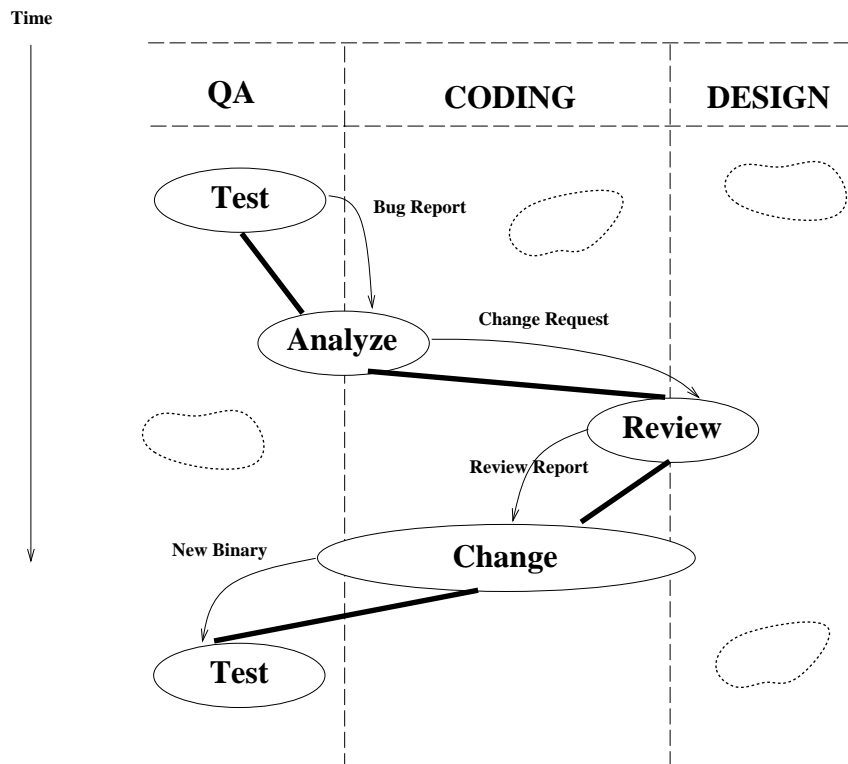 Time
QA
CODING
DESIGN
Test
Bug Report
Change Request
Analyze
Review
Review Report
New Binary
Change
Test